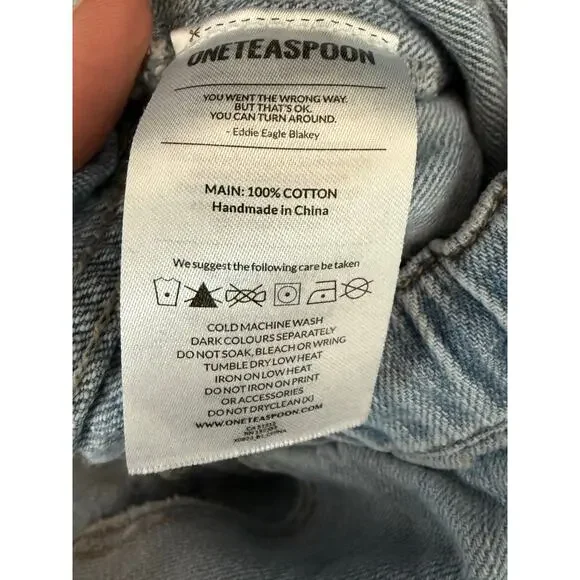 ONETEASPOON
YOU WENT THE WRONG WAY.
BUT THAT'S OK.
YOU CAN TURN AROUND.
- Eddie Eagle Blakey
MAIN: 100% COTTON
Handmade in China
We suggest the following care be taken
COLD MACHINE WASH
DARK COLOURS SEPARATELY
DO NOT SOAK, BLEACH OR WRING
TUMBLE DRY LOW HEAT
IRON ON LOW HEAT
DO NOT IRON ON PRINT
OR ACCESSORIES
DO NOT DRYCLEAN (X)
WWW.ONETEASPOON.COM